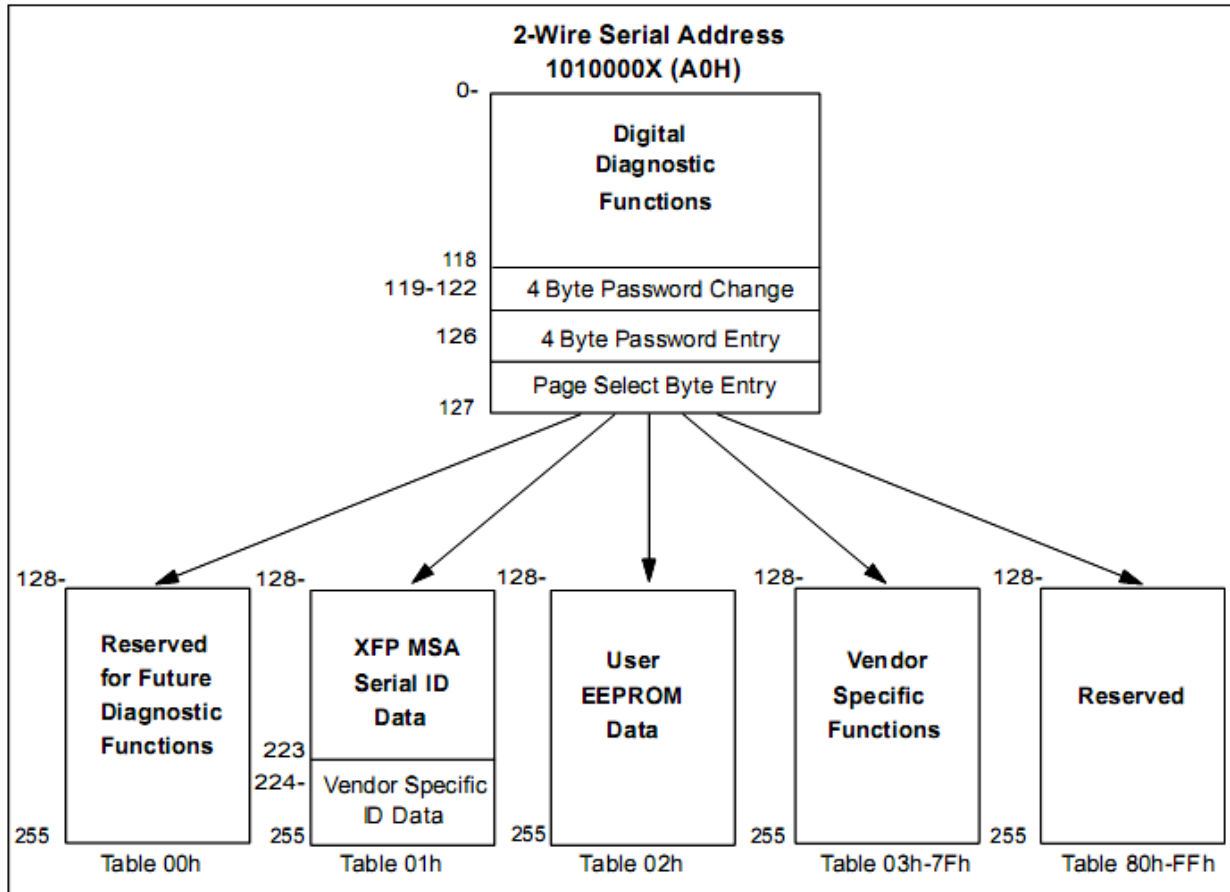 2-Wire Serial Address
1010000X (A0H)
0-
Digital
Diagnostic
Functions
118
119-122
4 Byte Password Change
126
4 Byte Password Entry
Page Select Byte Entry
127
128-
Reserved
for Future
Diagnostic
Functions
255
Table 00h
128-
XFP MSA
Serial ID
Data
223
224-
Vendor Specific
ID Data
255
Table 01h
128-
User
EEPROM
Data
255
Table 02h
128-
Vendor
Specific
Functions
255
Table 03h-7Fh
128-
Reserved
255
Table 80h-FFh